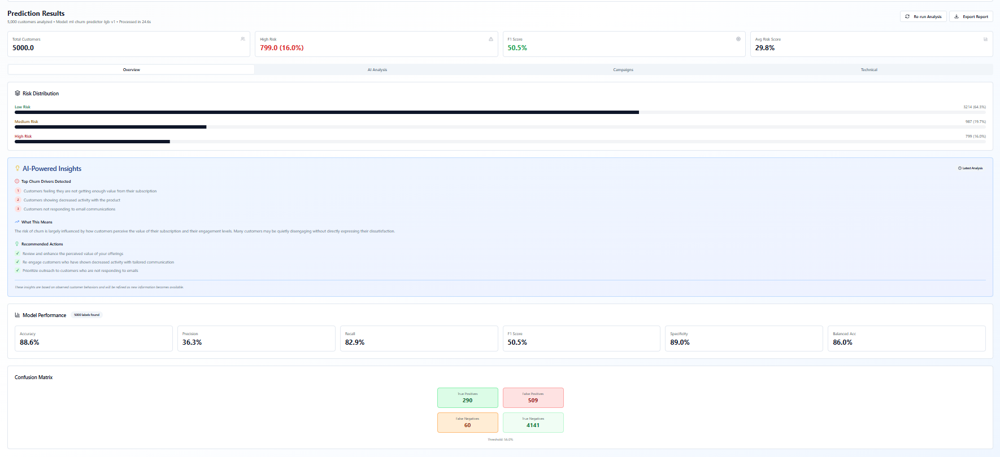 Prediction Results
5,000 customers analyzed • Model: ml-churn-predictor-lgb-v1 • Processed in 24.6s
Re-run Analysis
Export Report
Total Customers
5000.0
High Risk
799.0 (16.0%)
F1 Score
50.5%
Avg Risk Score
29.8%
Overview
AI Analysis
Campaigns
Technical
Risk Distribution
Low Risk
3214 (64.3%)
Medium Risk
987 (19.7%)
High Risk
799 (16.0%)
AI-Powered Insights
Latest Analysis
Top Churn Drivers Detected
1 Customers feeling they are not getting enough value from their subscription
2 Customers showing decreased activity with the product
3 Customers not responding to email communications
What This Means
The risk of churn is largely influenced by how customers perceive the value of their subscription and their engagement levels. Many customers may be quietly disengaging without directly expressing their dissatisfaction.
Recommended Actions
Review and enhance the perceived value of your offerings
Re-engage customers who have shown decreased activity with tailored communication
Prioritize outreach to customers who are not responding to emails
These insights are based on observed customer behaviors and will be refined as new information becomes available.
Model Performance
5000 labels found
Accuracy
88.6%
Precision
36.3%
Recall
82.9%
F1 Score
50.5%
Specificity
89.0%
Balanced Acc
86.0%
Confusion Matrix
True Positives
290
False Positives
509
False Negatives
60
True Negatives
4141
Threshold: 56.0%